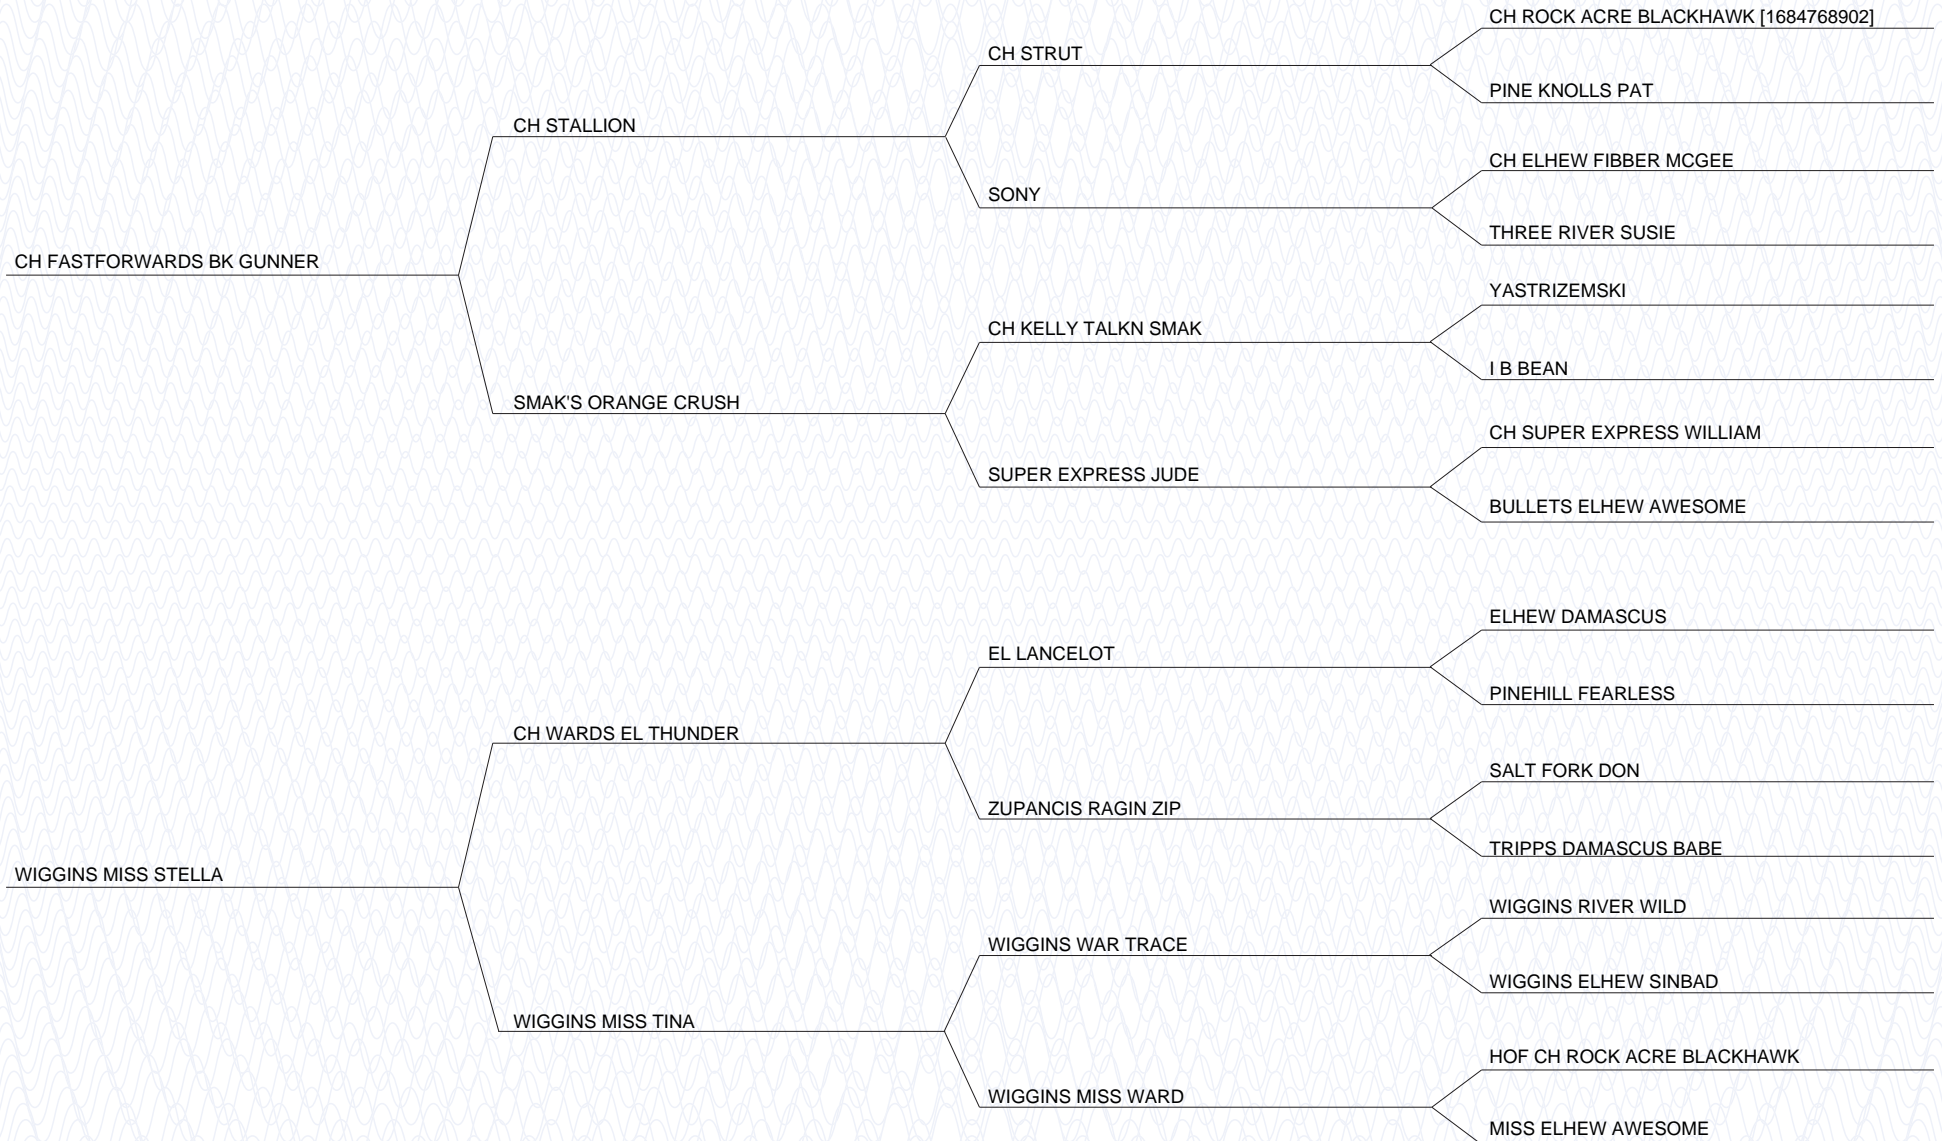 CH ROCK ACRE BLACKHAWK [1684768902]
CH STRUT
PINE KNOLLS PAT
CH STALLION
CH ELHEW FIBBER MCGEE
SONY
THREE RIVER SUSIE
CH FASTFORWARDS BK GUNNER
YASTRIZEMSKI
CH KELLY TALKN SMAK
I B BEAN
SMAK'S ORANGE CRUSH
CH SUPER EXPRESS WILLIAM
SUPER EXPRESS JUDE
BULLETS ELHEW AWESOME
ELHEW DAMASCUS
EL LANCELOT
PINEHILL FEARLESS
CH WARDS EL THUNDER
SALT FORK DON
ZUPANCIS RAGIN ZIP
TRIPPS DAMASCUS BABE
WIGGINS MISS STELLA
WIGGINS RIVER WILD
WIGGINS WAR TRACE
WIGGINS ELHEW SINBAD
WIGGINS MISS TINA
HOF CH ROCK ACRE BLACKHAWK
WIGGINS MISS WARD
MISS ELHEW AWESOME